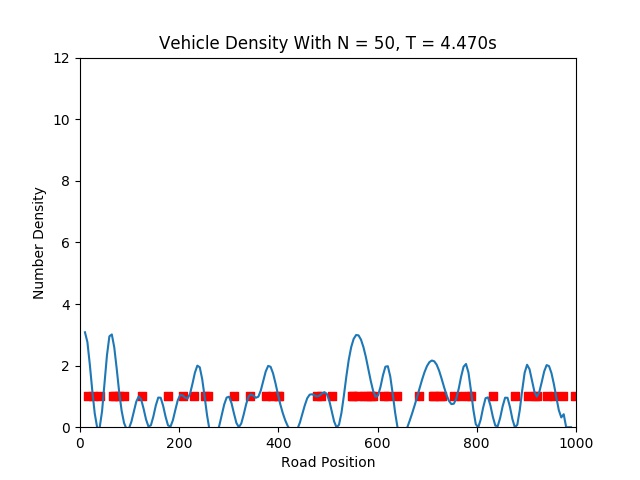 Vehicle Density With N = 50, T = 4.470s
12
10
8
6
4
2
0
Number Density
0 200 400 600 800 1000
Road Position